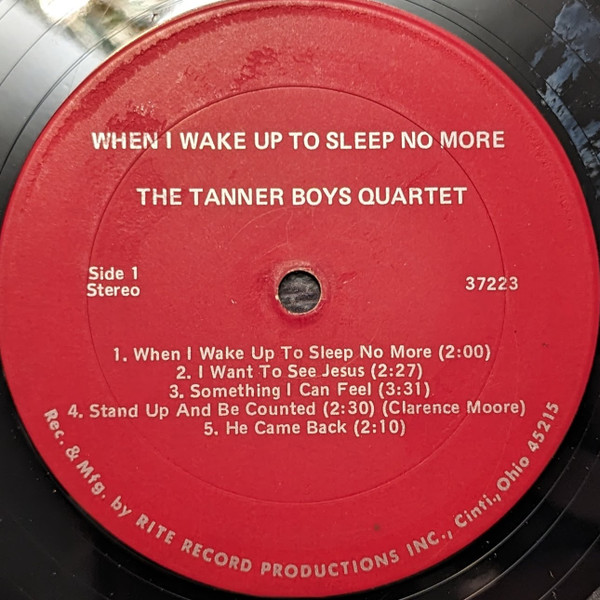 WHEN I WAKE UP TO SLEEP NO MORE
THE TANNER BOYS QUARTET
Side 1
Stereo
37223
1. When I Wake Up To Sleep No More (2:00)
2. I Want To See Jesus (2:27)
3. Something I Can Feel (3:31)
4. Stand Up And Be Counted (2:30) (Clarence Moore)
5. He Came Back (2:10)
Rec. & Mfg. by RITE RECORD PRODUCTIONS INC., Cinti., Ohio 45215